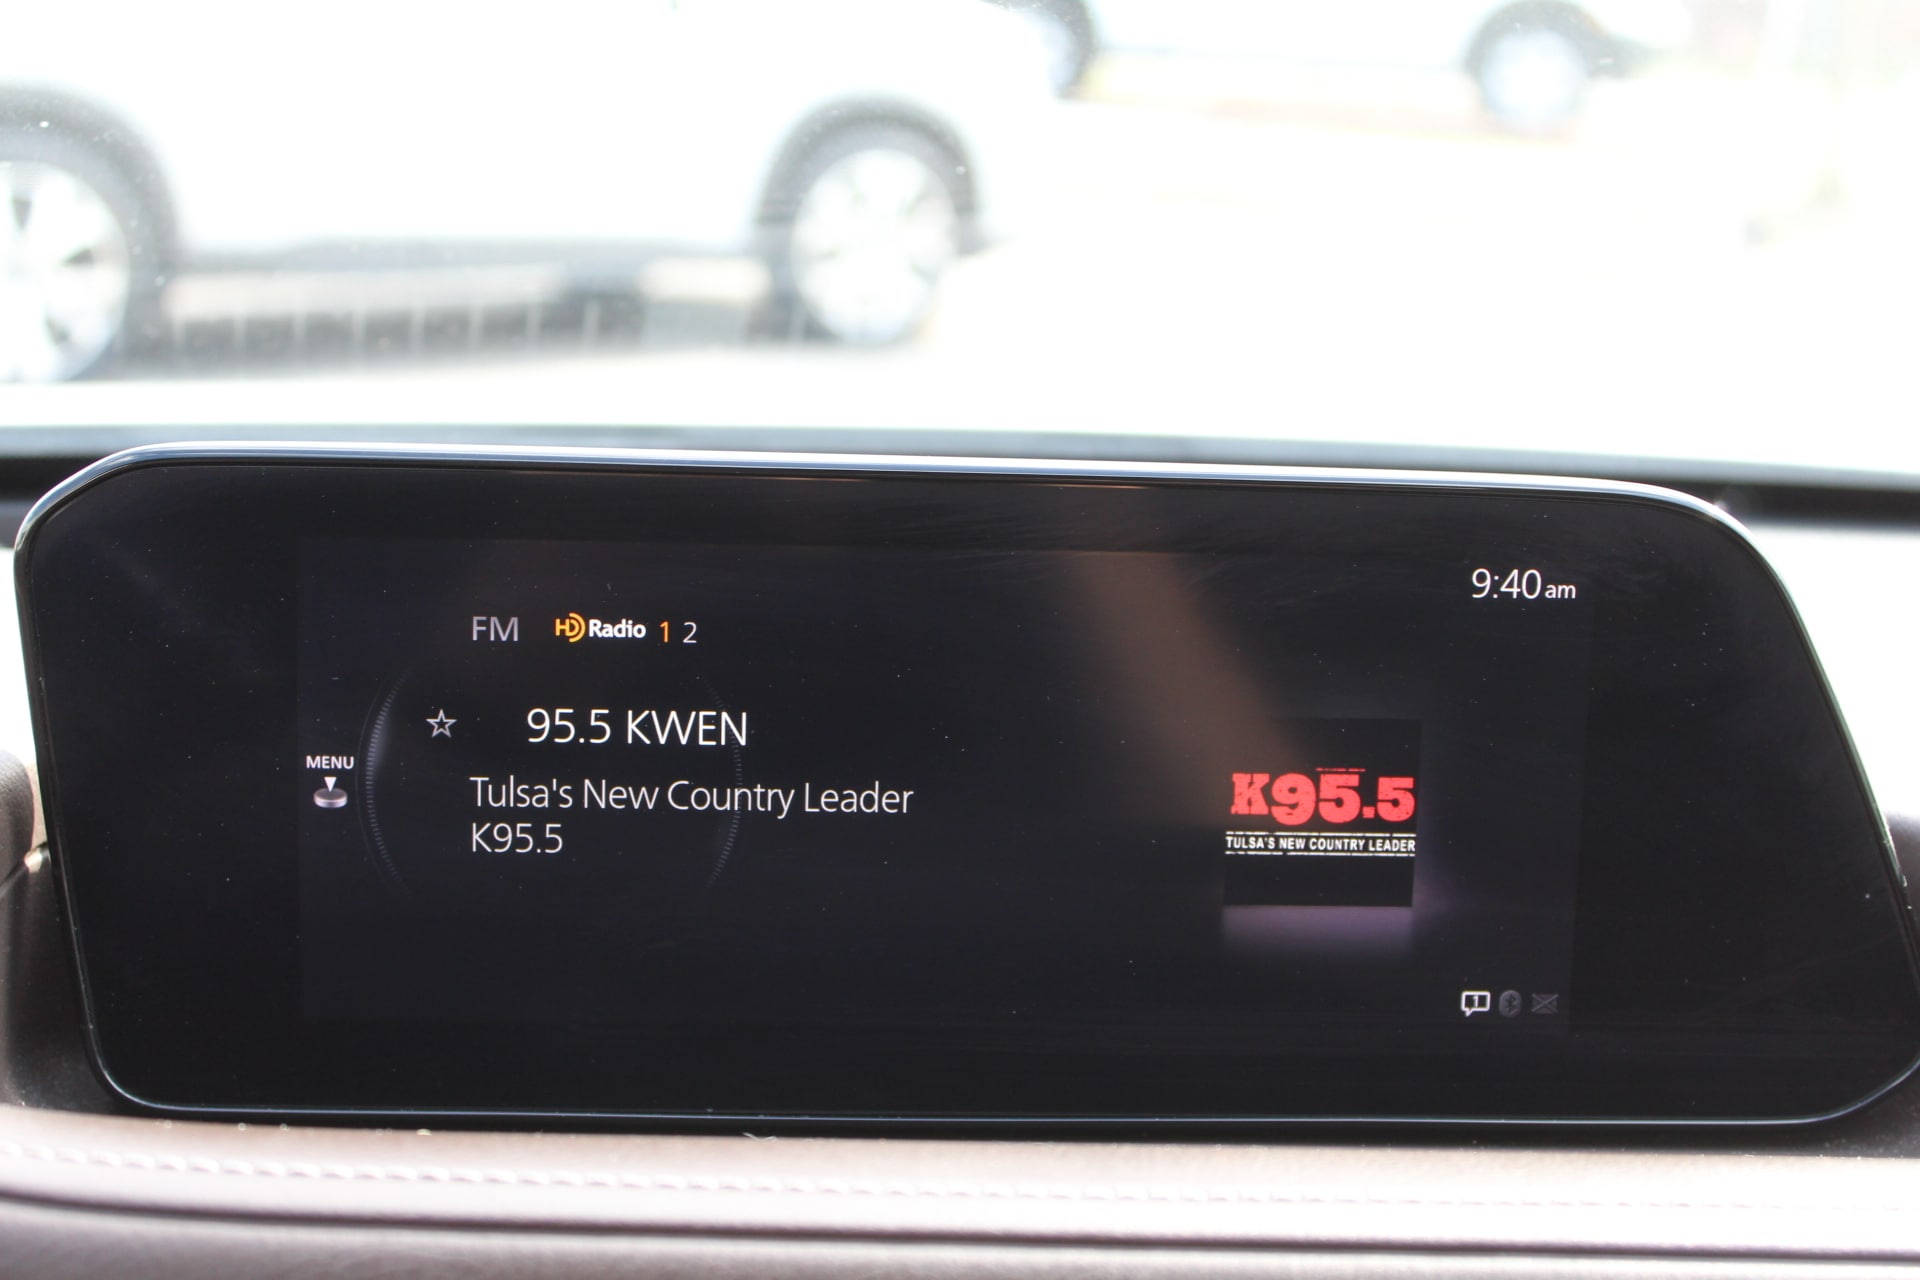 9:40am
FM HD Radio 1 2
95.5 KWEN
MENU
Tulsa's New Country Leader
K95.5
K95.5
TULSA'S NEW COUNTRY LEADER
1